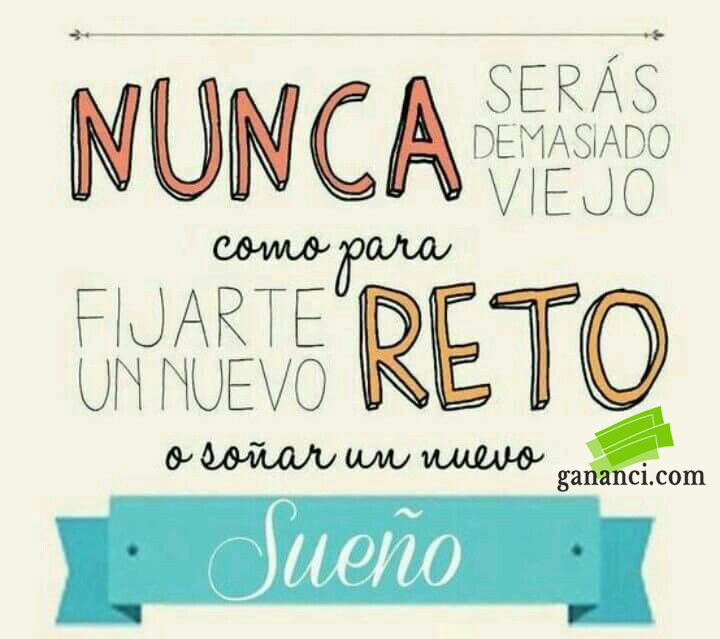 NUNCA SERÁS
DEMASIADO
VIEJO
como para
FIJARTE
UN NUEVO RETO
o soñar un nuevo
gananci.com
Sueño